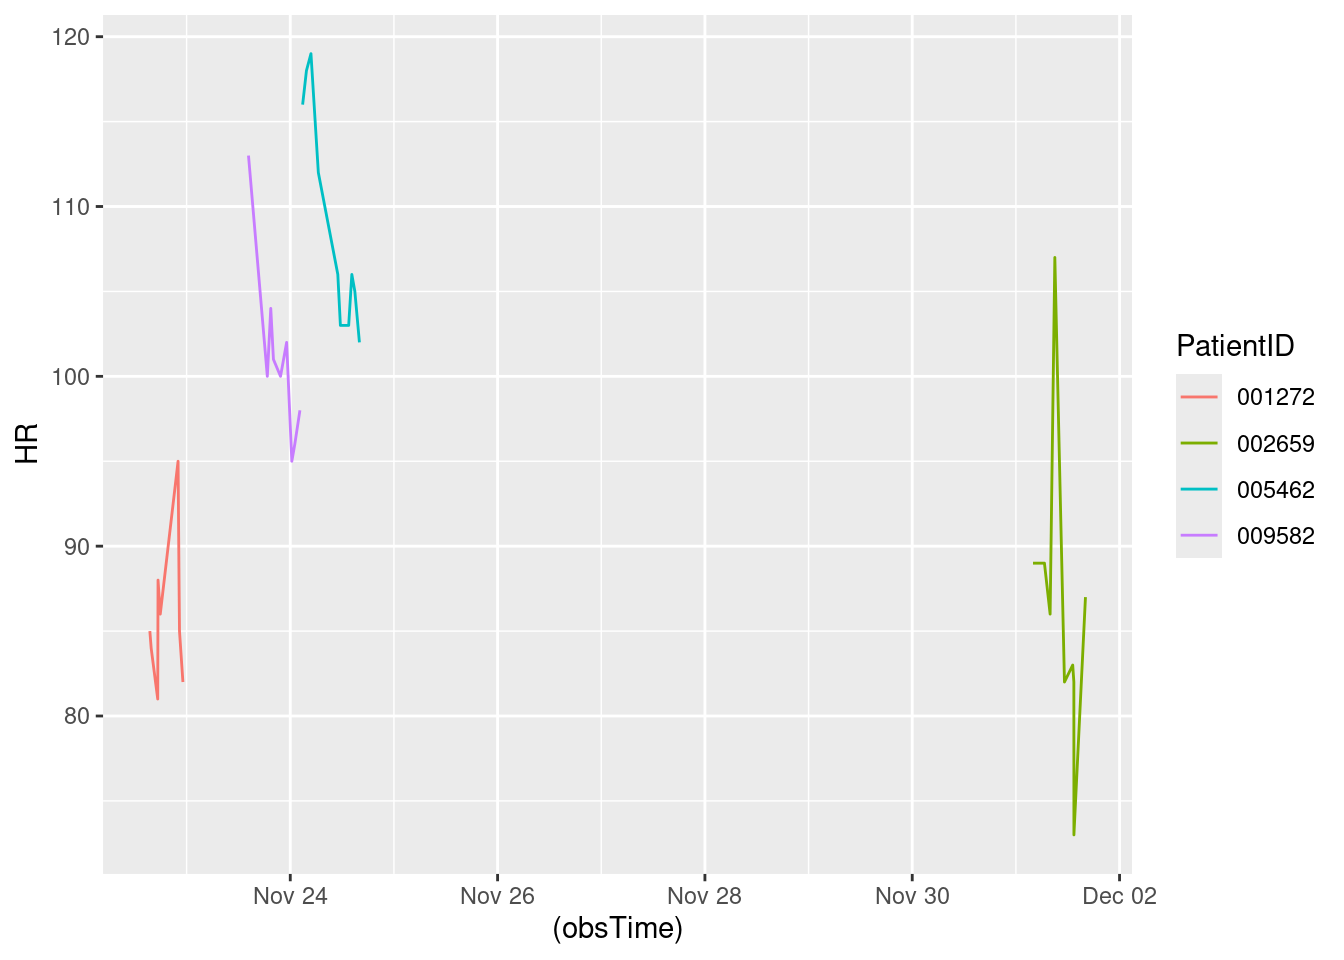 120
110
100
90
80
HR
Nov 24
Nov 26
Nov 28
Nov 30
Dec 02
(obsTime)
PatientID
001272
002659
005462
009582